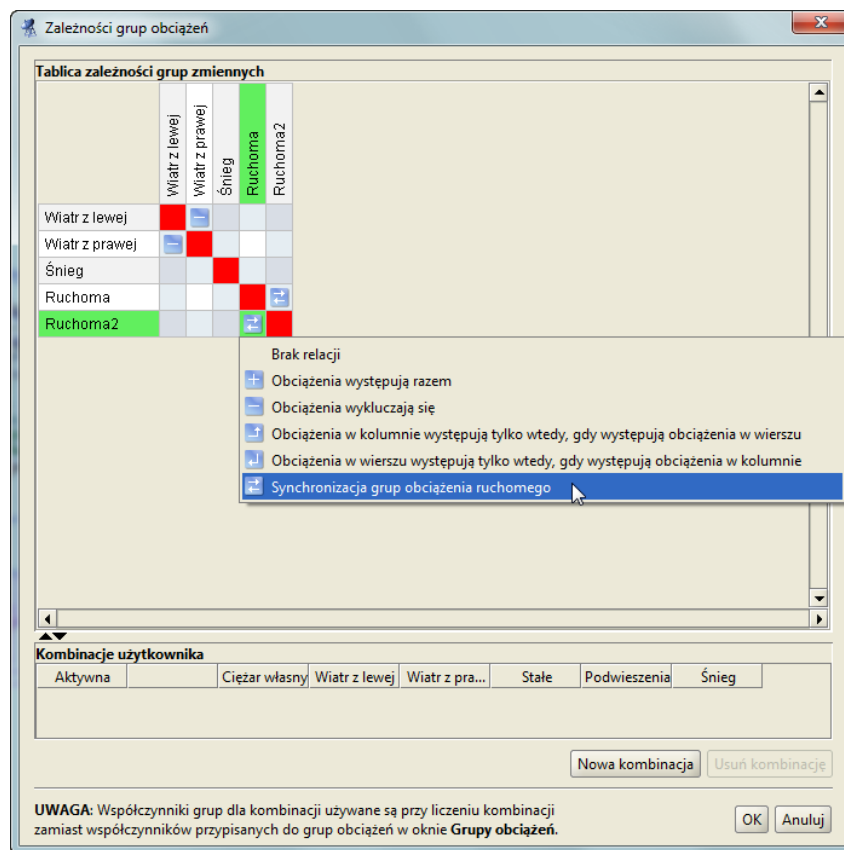 Zależności grup obciążeń
Tablica zależności grup zmiennych
Wiatr z lewej
Wiatr z prawej
Śnieg
Ruchoma
Ruchoma2
Wiatr z lewej
Wiatr z prawej
Śnieg
Ruchoma
Ruchoma2
Brak relacji
Obciążenia występują razem
Obciążenia wykluczają się
Obciążenia w kolumnie występują tylko wtedy, gdy występują obciążenia w wierszu
Obciążenia w wierszu występują tylko wtedy, gdy występują obciążenia w kolumnie
Synchronizacja grup obciążenia ruchomego
Kombinacje użytkownika
Aktywna Ciężar własny Wiatr z lewej Wiatr z pra... Stałe Podwieszenia Śnieg
Nowa kombinacja Usuń kombinację
UWAGA: Współczynniki grup dla kombinacji używane są przy liczeniu kombinacji
zamiast współczynników przypisanych do grup obciążeń w oknie Grupy obciążeń.
OK Anuluj